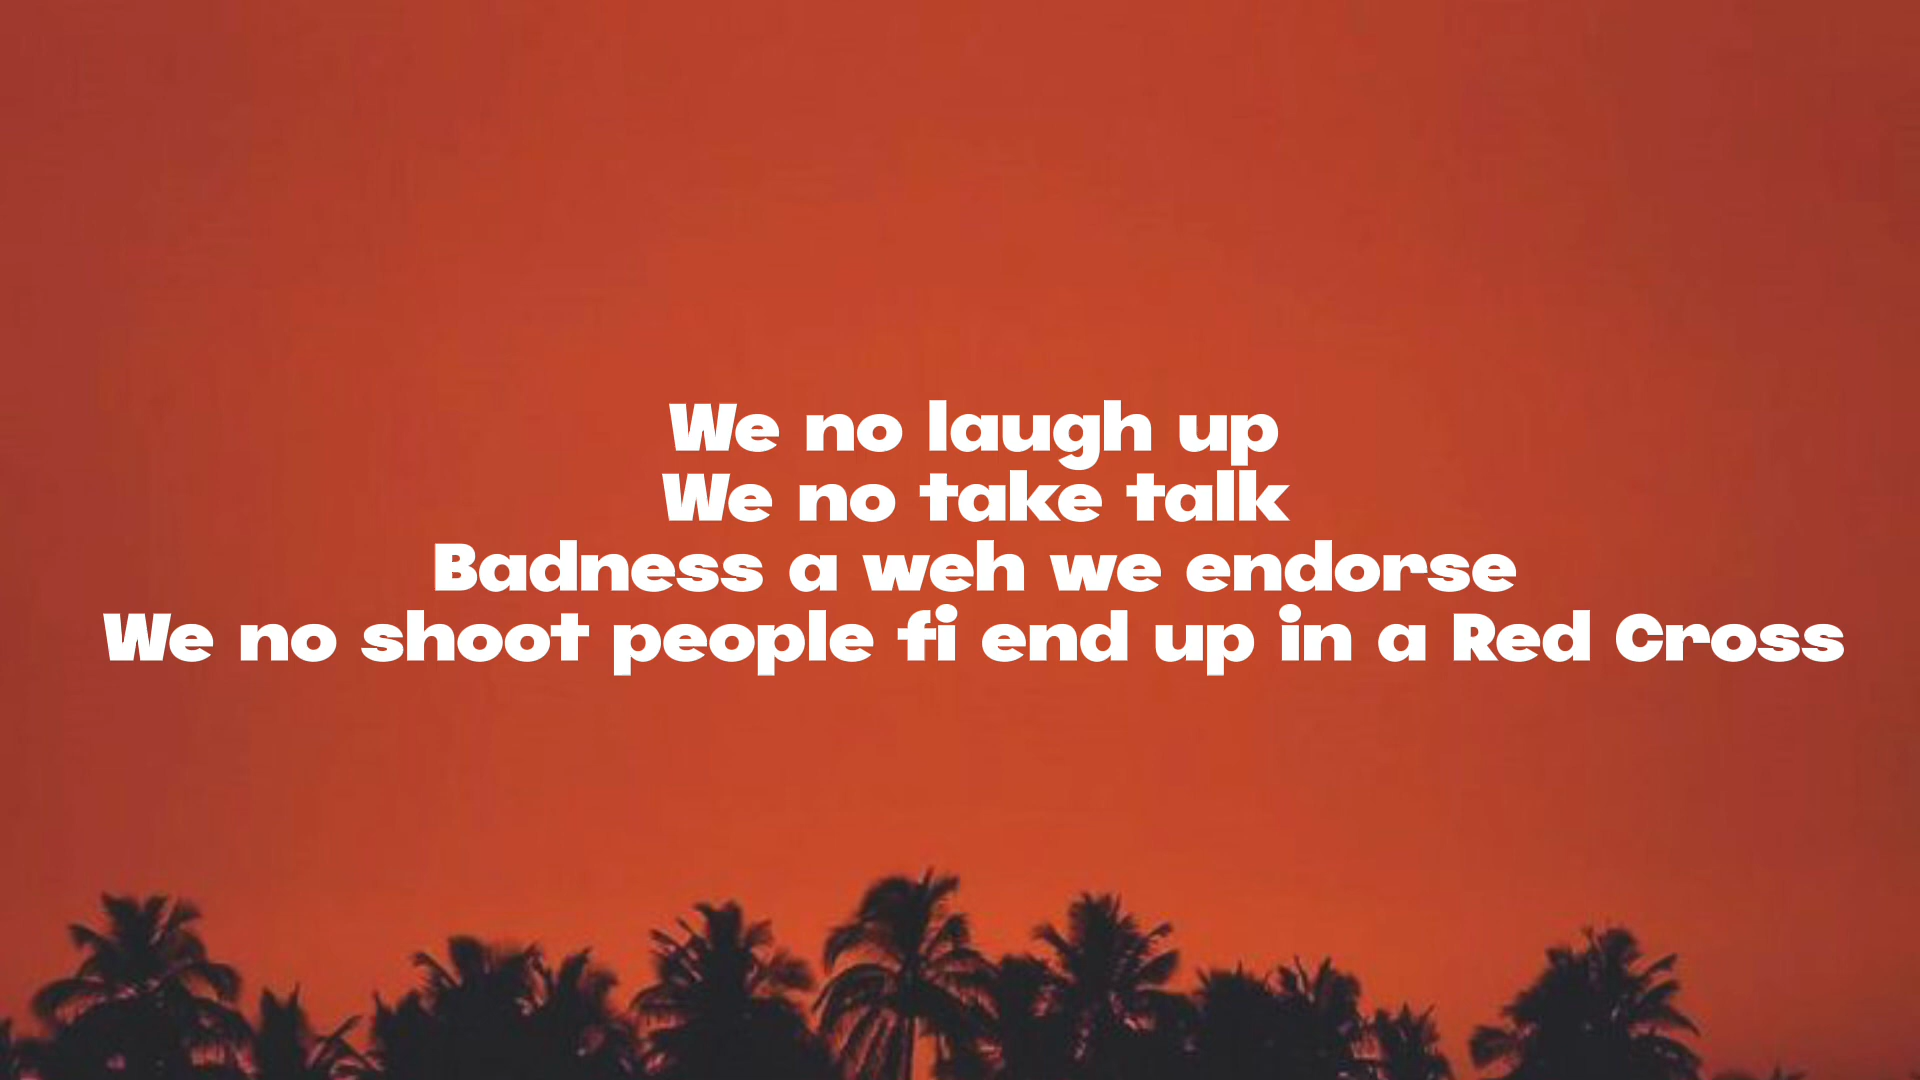 We no laugh up
We no take talk
Badness a weh we endorse
We no shoot people fi end up in a Red Cross